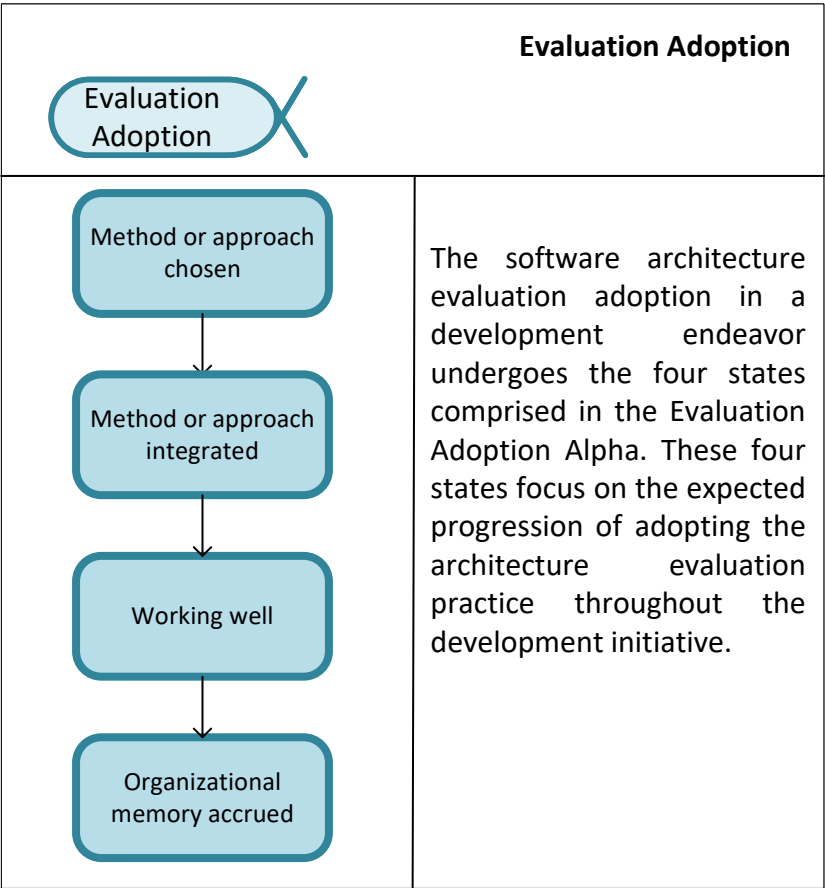 Evaluation Adoption
Evaluation
Adoption
Method or approach
chosen
Method or approach
integrated
Working well
Organizational
memory accrued
The software architecture
evaluation adoption in a
development endeavor
undergoes the four states
comprised in the Evaluation
Adoption Alpha. These four
states focus on the expected
progression of adopting the
architecture evaluation
practice throughout the
development initiative.